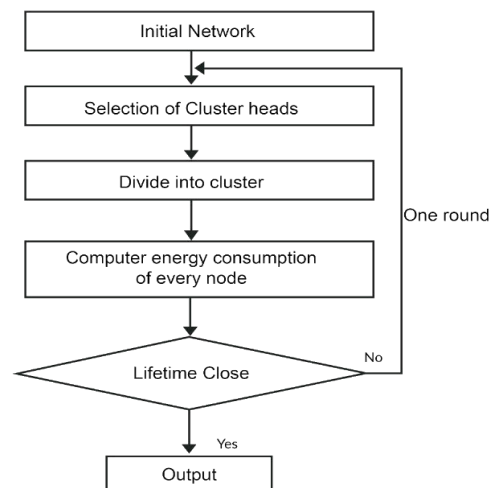 Initial Network
Selection of Cluster heads
Divide into cluster
One round
Computer energy consumption
of every node
No
Lifetime Close
Yes
Output